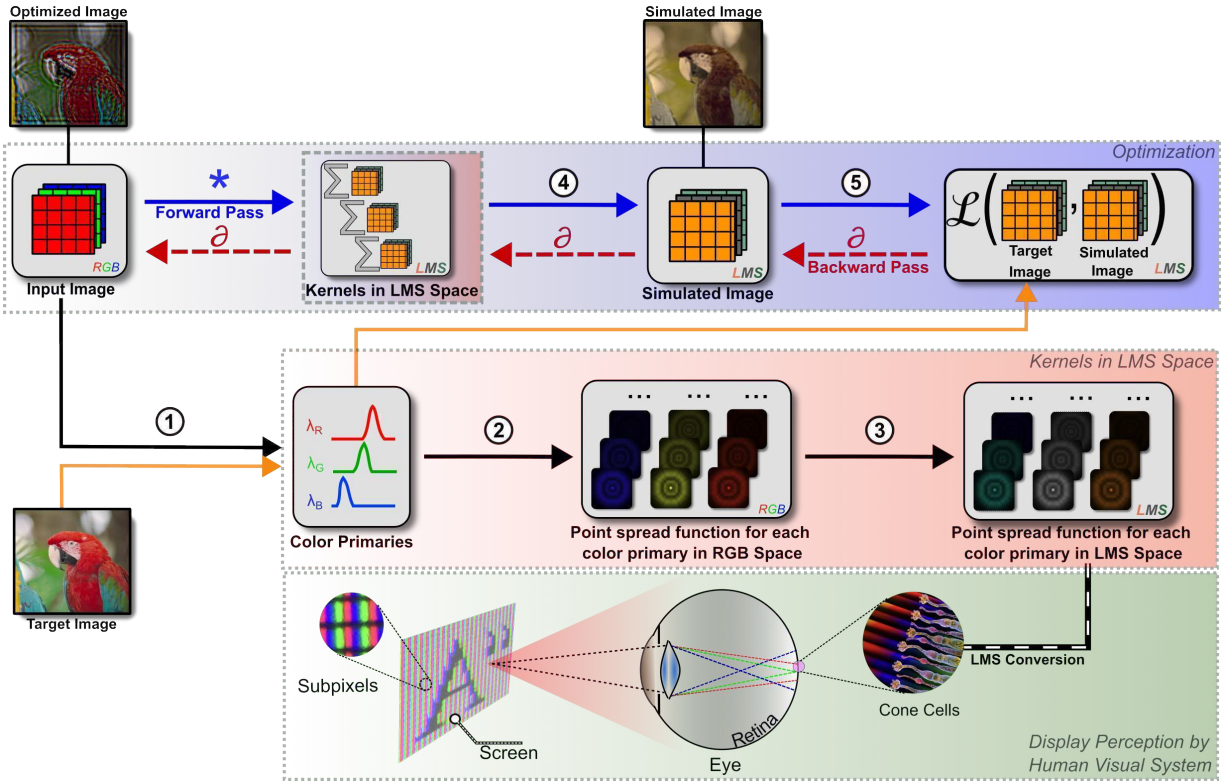 Optimized Image
Simulated Image
Optimization
*
Forward Pass
∂
RGB
Input Image
Σ
Σ
Σ
LMS
Kernels in LMS Space
4
∂
LMS
Simulated Image
5
∂
Backward Pass
ℒ( , )
Target
Image
Simulated
Image
LMS
Kernels in LMS Space
1
λR
λG
λB
Color Primaries
2
... ... ...
RGB
Point spread function for each
color primary in RGB Space
3
... ... ...
LMS
Point spread function for each
color primary in LMS Space
Target Image
Subpixels
A
Screen
Retina
Eye
Cone Cells
LMS Conversion
Display Perception by
Human Visual System